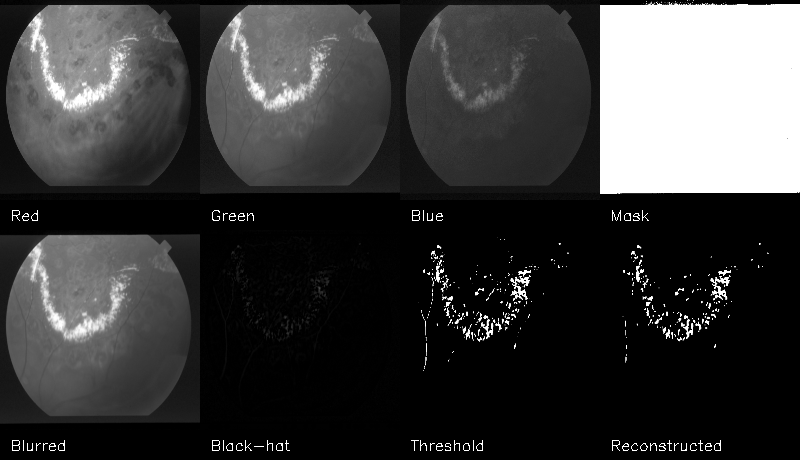 Red
Green
Blue
Mask
Blurred
Black-hat
Threshold
Reconstructed